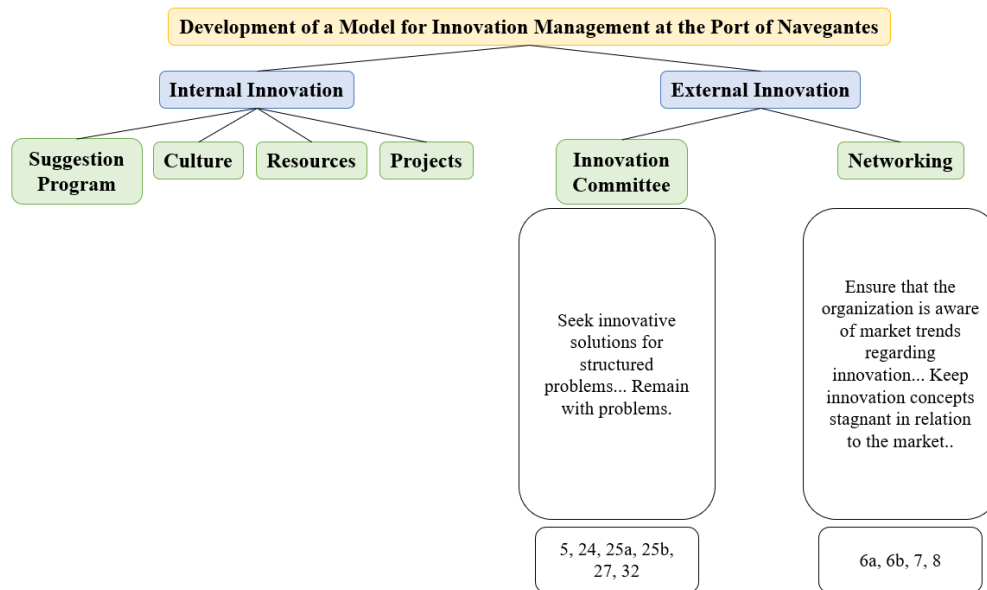 Development of a Model for Innovation Management at the Port of Navegantes
Internal Innovation
External Innovation
Suggestion
Program
Culture
Resources
Projects
Innovation
Committee
Networking
Seek innovative
solutions for
structured
problems... Remain
with problems.
Ensure that the
organization is aware
of market trends
regarding
innovation... Keep
innovation concepts
stagnant in relation
to the market..
5, 24, 25a, 25b,
27, 32
6a, 6b, 7, 8